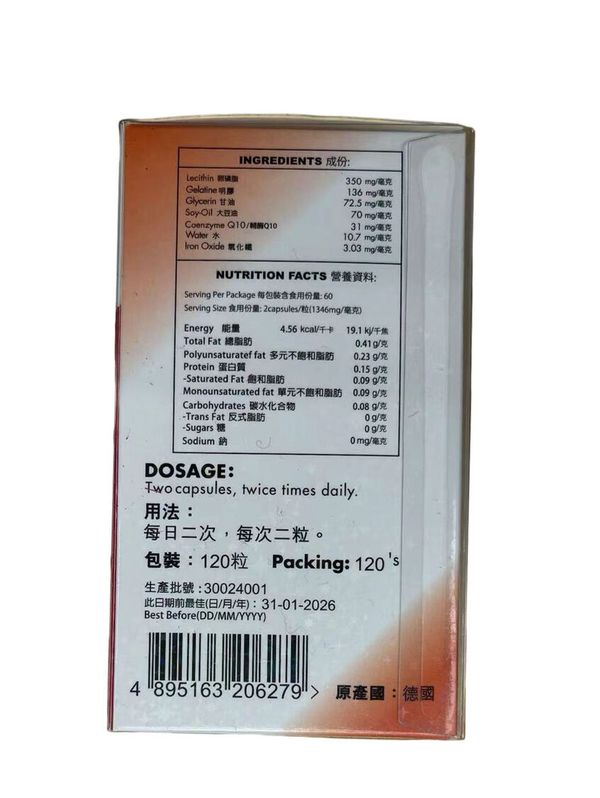 INGREDIENTS 成份:
Lecithin 卵磷脂 350 mg/毫克
Gelatine 明膠 136 mg/毫克
Glycerin 甘油 72.5 mg/毫克
Soy-Oil 大豆油 70 mg/毫克
Coenzyme Q10/輔酶Q10 31 mg/毫克
Water 水 10.7 mg/毫克
Iron Oxide 氧化鐵 3.03 mg/毫克
NUTRITION FACTS 營養資料:
Serving Per Package 每包裝含食用份量: 60
Serving Size 食用份量: 2capsules/粒(1346mg/毫克)
Energy 能量 4.56 kcal/千卡 19.1 kj/千焦
Total Fat 總脂肪 0.41 g/克
Polyunsaturatef fat 多元不飽和脂肪 0.23 g/克
Protein 蛋白質 0.15 g/克
-Saturated Fat 飽和脂肪 0.09 g/克
Monounsaturated fat 單元不飽和脂肪 0.09 g/克
Carbohydrates 碳水化合物 0.08 g/克
-Trans Fat 反式脂肪 0 g/克
-Sugars 糖 0 g/克
Sodium 鈉 0 mg/毫克
DOSAGE:
Two capsules, twice times daily.
用法：
每日二次，每次二粒。
包裝：120粒 Packing: 120's
生產批號:30024001
此日期前最佳(日/月/年)：31-01-2026
Best Before(DD/MM/YYYY)
4 895163 206279 >
原產國：德國